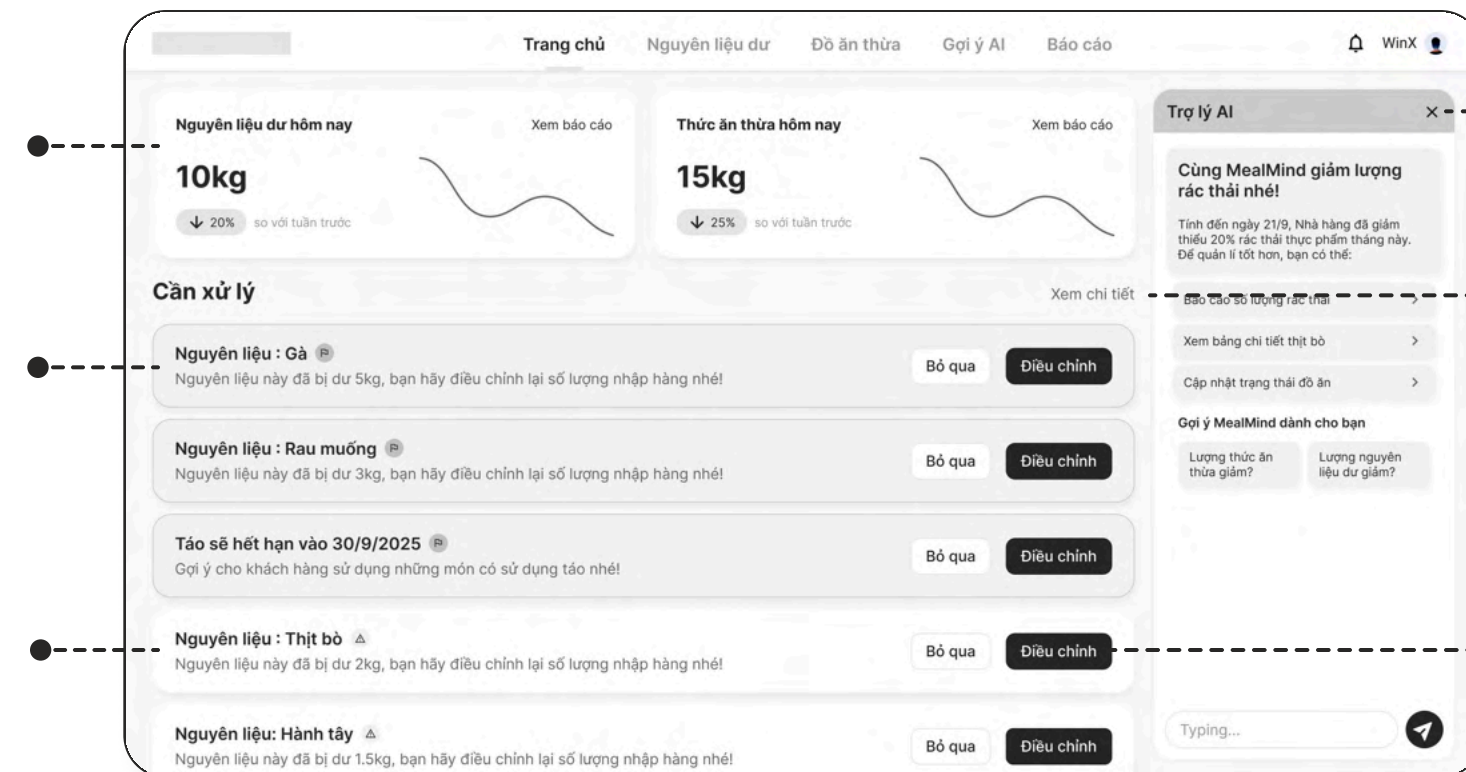 Trang chủ
Nguyên liệu dư
Đồ ăn thừa
Gợi ý AI
Báo cáo
WinX
Nguyên liệu dư hôm nay
Xem báo cáo
10kg
20% so với tuần trước
Thức ăn thừa hôm nay
Xem báo cáo
15kg
25% so với tuần trước
Cần xử lý
Xem chi tiết
Nguyên liệu : Gà
Nguyên liệu này đã bị dư 5kg, bạn hãy điều chỉnh lại số lượng nhập hàng nhé!
Bỏ qua
Điều chỉnh
Nguyên liệu : Rau muống
Nguyên liệu này đã bị dư 3kg, bạn hãy điều chỉnh lại số lượng nhập hàng nhé!
Bỏ qua
Điều chỉnh
Táo sẽ hết hạn vào 30/9/2025
Gợi ý cho khách hàng sử dụng những món có sử dụng táo nhé!
Bỏ qua
Điều chỉnh
Nguyên liệu : Thịt bò
Nguyên liệu này đã bị dư 2kg, bạn hãy điều chỉnh lại số lượng nhập hàng nhé!
Bỏ qua
Điều chỉnh
Nguyên liệu: Hành tây
Nguyên liệu này đã bị dư 1.5kg, bạn hãy điều chỉnh lại số lượng nhập hàng nhé!
Bỏ qua
Điều chỉnh
Trợ lý AI
Cùng MealMind giảm lượng
rác thải nhé!
Tính đến ngày 21/9, Nhà hàng đã giảm
thiểu 20% rác thải thực phẩm tháng này.
Để quản lí tốt hơn, bạn có thể:
Báo cáo số lượng rác thải
Xem bảng chi tiết thịt bò
Cập nhật trạng thái đồ ăn
Gợi ý MealMind dành cho bạn
Lượng thức ăn
thừa giảm?
Lượng nguyên
liệu dư giảm?
Typing...